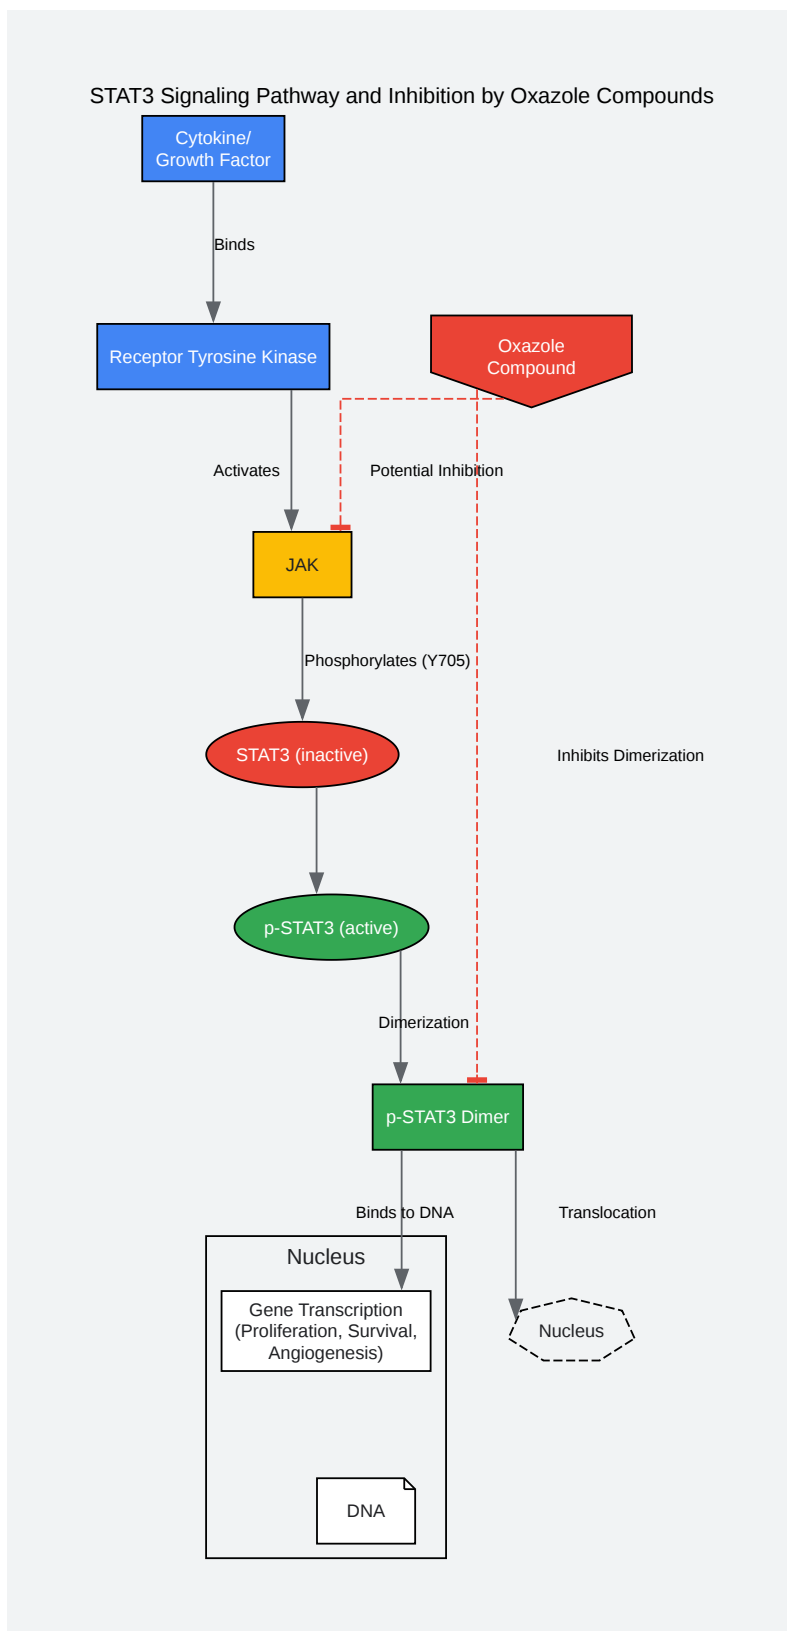 STAT3 Signaling Pathway and Inhibition by Oxazole Compounds
Cytokine/
Growth Factor
Binds
Receptor Tyrosine Kinase
Oxazole
Compound
Activates
Potential Inhibition
JAK
Phosphorylates (Y705)
STAT3 (inactive)
Inhibits Dimerization
p-STAT3 (active)
Dimerization
p-STAT3 Dimer
Binds to DNA
Translocation
Nucleus
Gene Transcription
(Proliferation, Survival,
Angiogenesis)
Nucleus
DNA